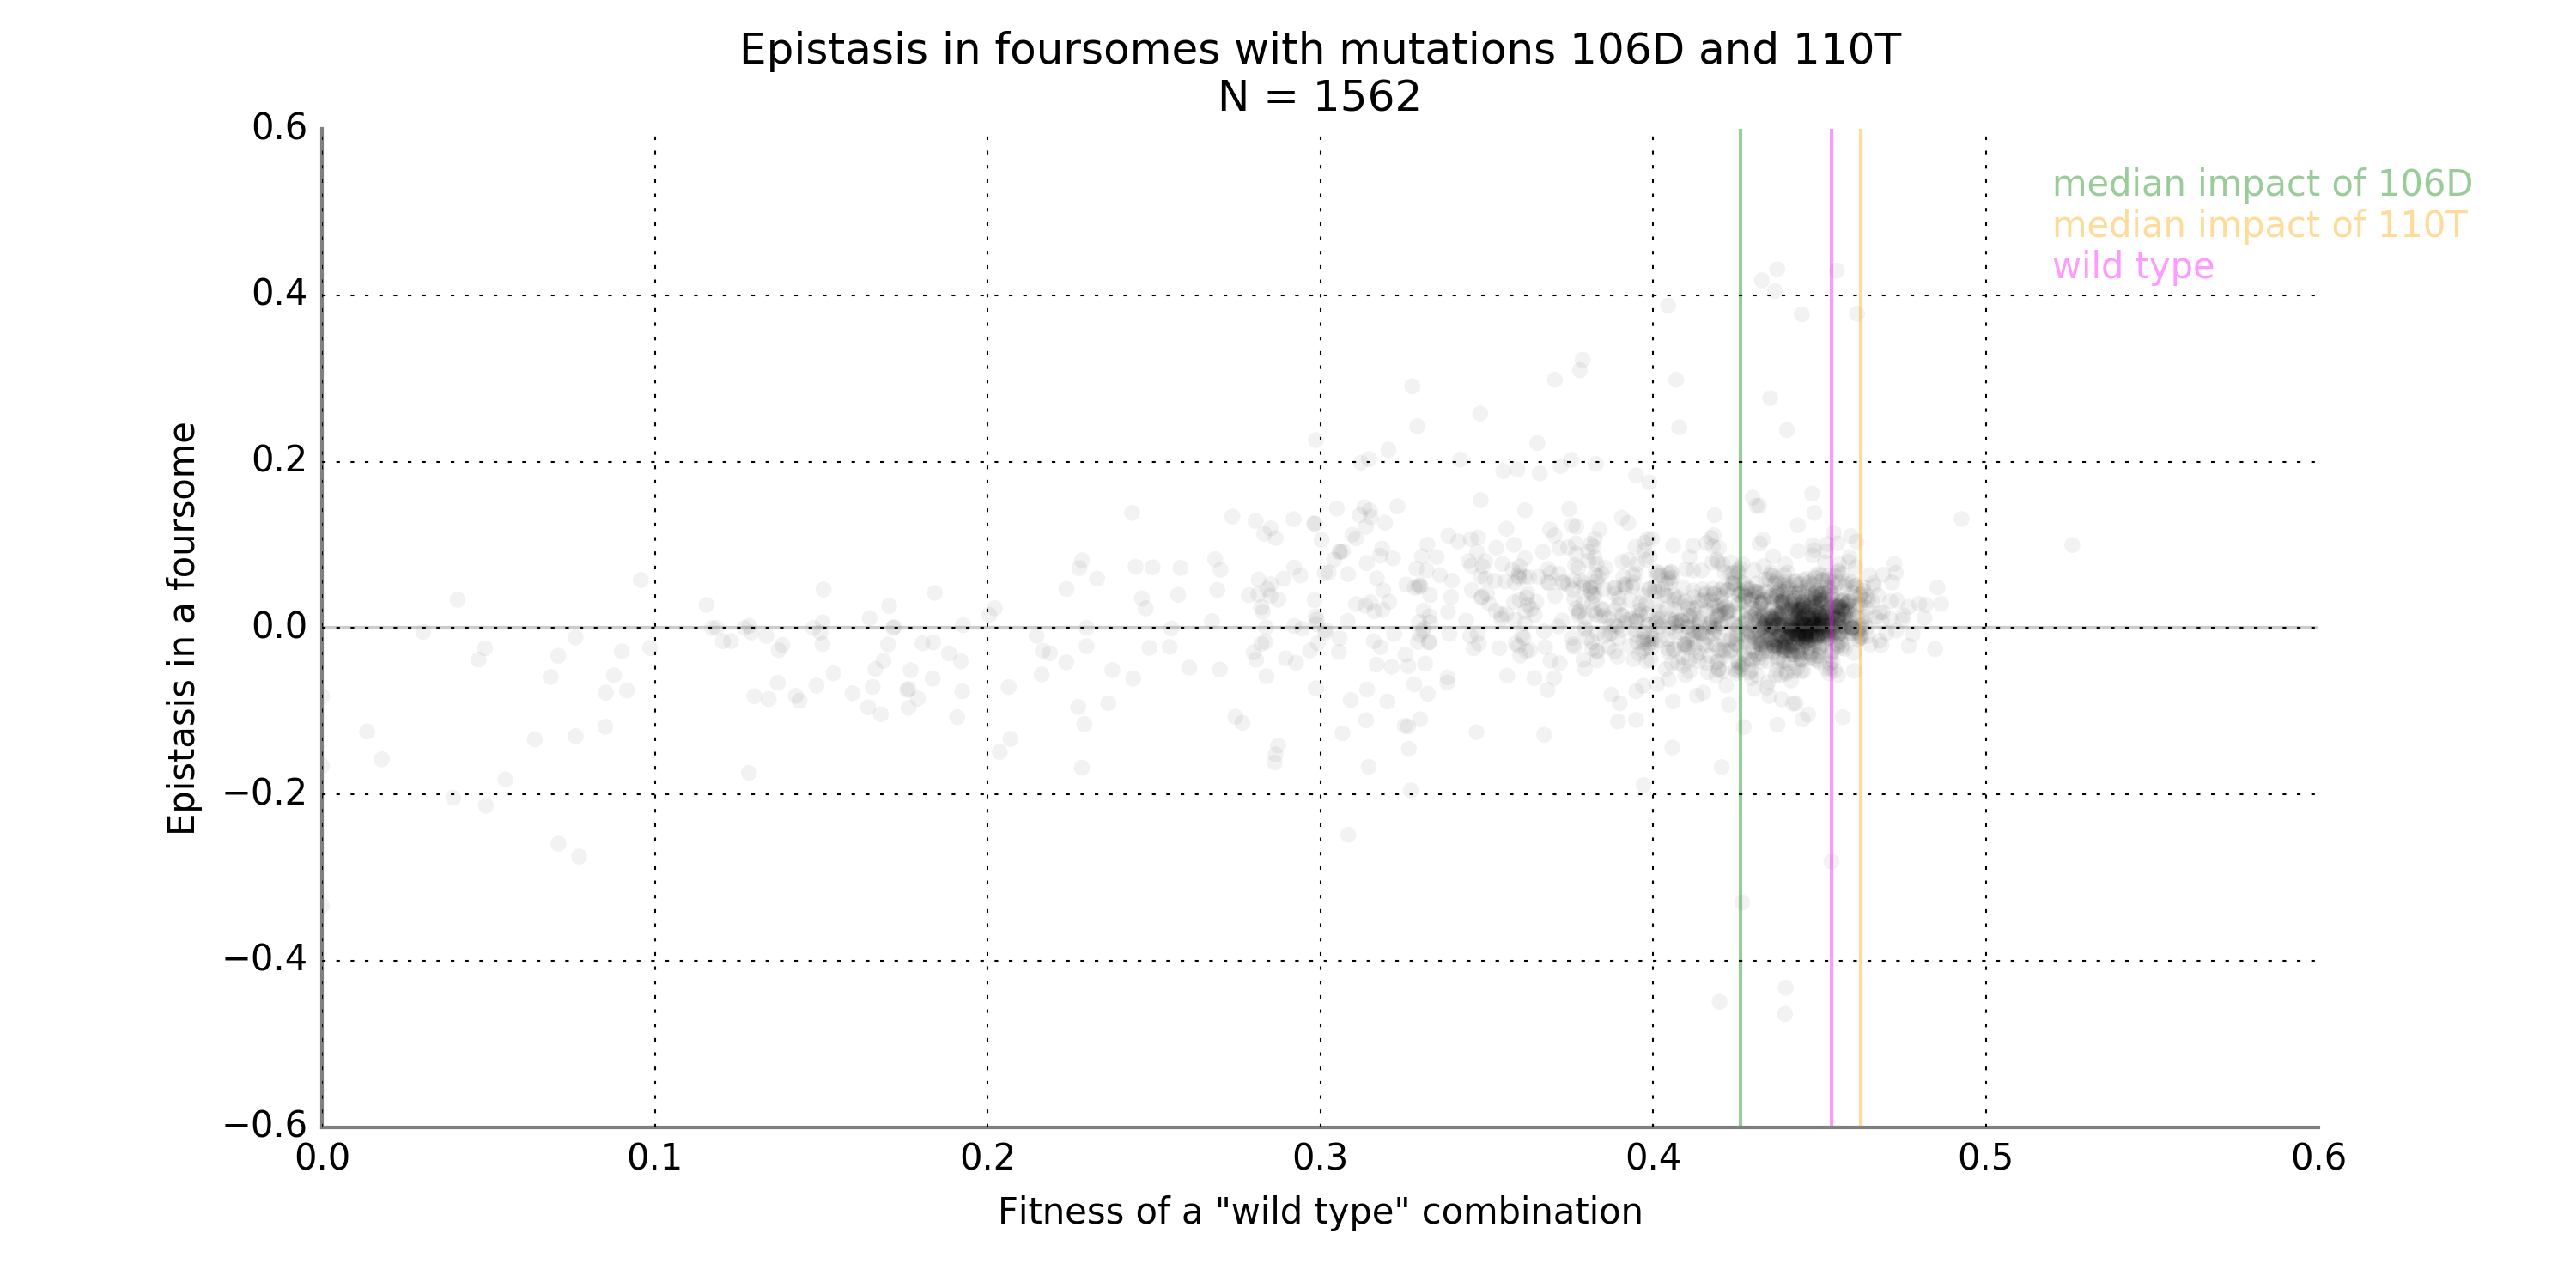 Epistasis in foursomes with mutations 106D and 110T
N = 1562
0.6
0.4
0.2
0.0
−0.2
−0.4
−0.6
Epistasis in a foursome
median impact of 106D
median impact of 110T
wild type
0.0 0.1 0.2 0.3 0.4 0.5 0.6
Fitness of a "wild type" combination